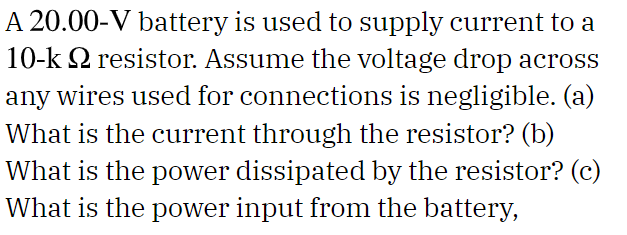 A 20.00-V battery is used to supply current to a
10-k Ω resistor. Assume the voltage drop across
any wires used for connections is negligible. (a)
What is the current through the resistor? (b)
What is the power dissipated by the resistor? (c)
What is the power input from the battery,